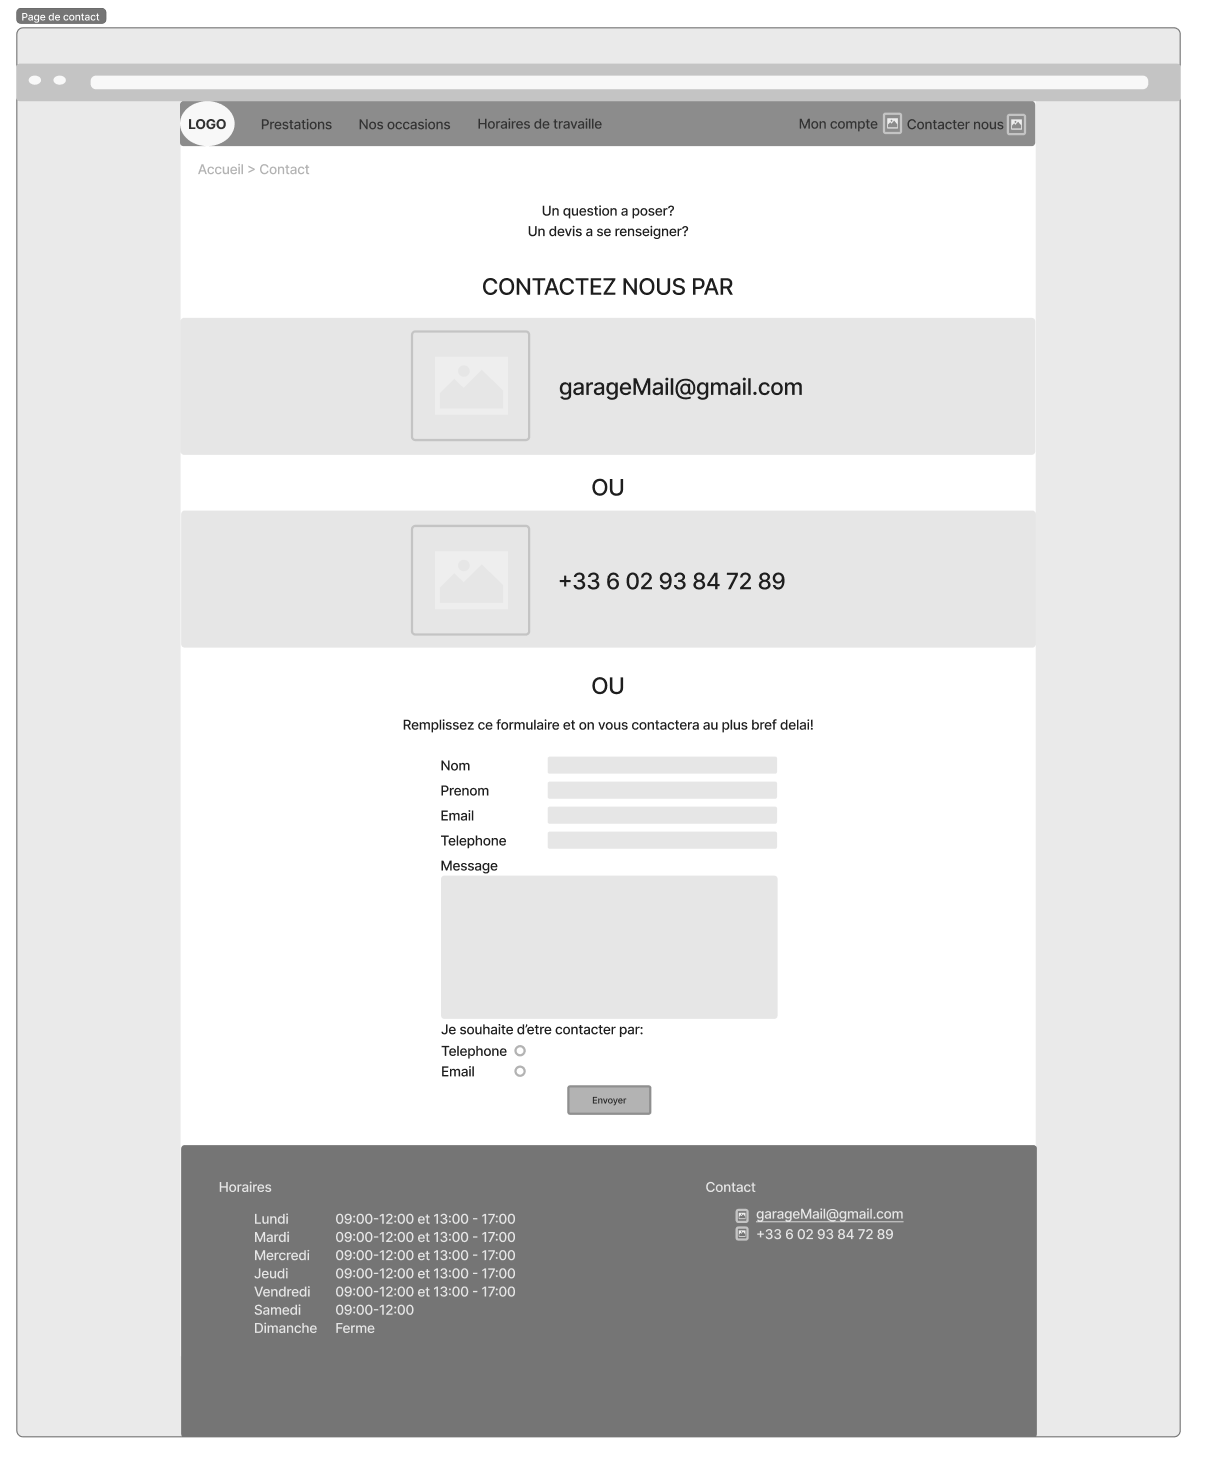 Page de contact
LOGO Prestations Nos occasions Horaires de travaille Mon compte Contacter nous
Accueil > Contact
Un question a poser?
Un devis a se renseigner?
CONTACTEZ NOUS PAR
garageMail@gmail.com
OU
+33 6 02 93 84 72 89
OU
Remplissez ce formulaire et on vous contactera au plus bref delai!
Nom
Prenom
Email
Telephone
Message
Je souhaite d'etre contacter par:
Telephone
Email
Envoyer
Horaires
Lundi 09:00-12:00 et 13:00 - 17:00
Mardi 09:00-12:00 et 13:00 - 17:00
Mercredi 09:00-12:00 et 13:00 - 17:00
Jeudi 09:00-12:00 et 13:00 - 17:00
Vendredi 09:00-12:00 et 13:00 - 17:00
Samedi 09:00-12:00
Dimanche Ferme
Contact
garageMail@gmail.com
+33 6 02 93 84 72 89